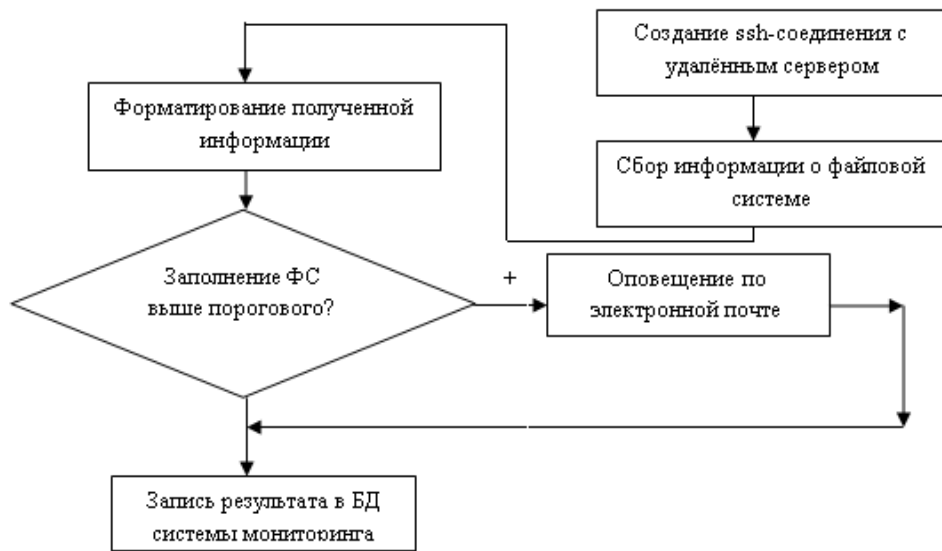 Создание ssh-соединения с
удалённым сервером
Сбор информации о файловой
системе
Форматирование полученной
информации
Заполнение ФС
выше порогового?
+
Оповещение по
электронной почте
Запись результата в БД
системы мониторинга